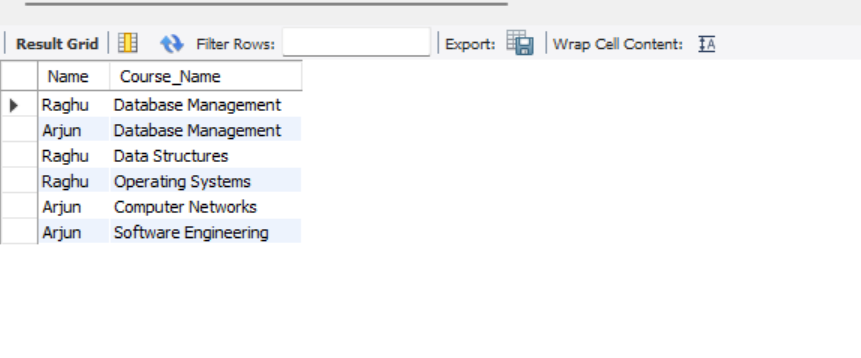 Result Grid Filter Rows: Export: Wrap Cell Content: IA
Name Course_Name
Raghu Database Management
Arjun Database Management
Raghu Data Structures
Raghu Operating Systems
Arjun Computer Networks
Arjun Software Engineering